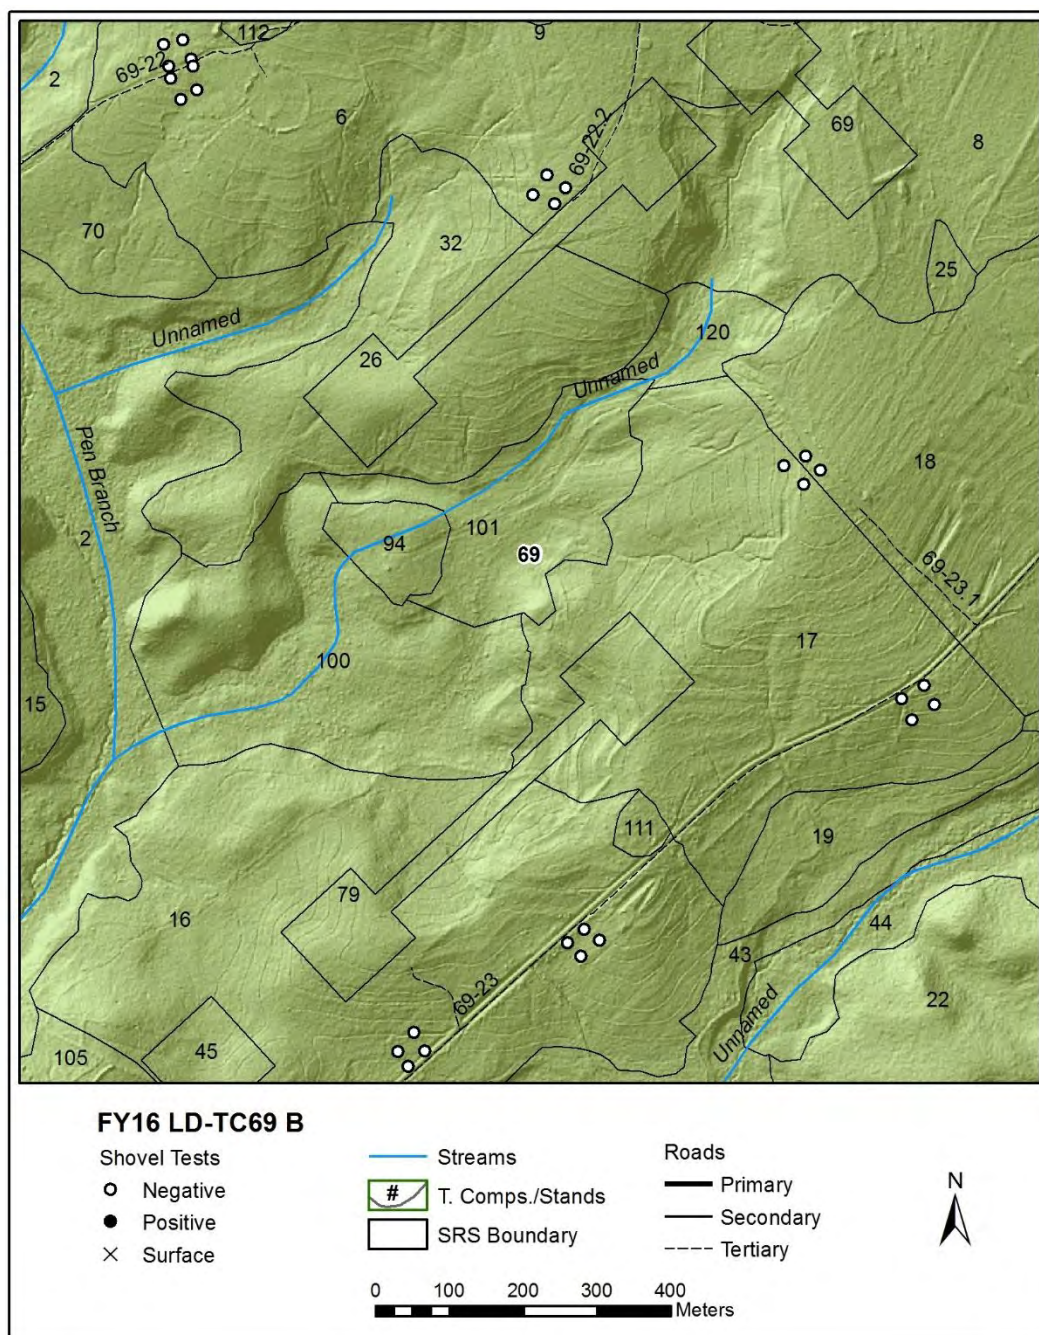 112
9
2
69-22
6
69-22-2
69
8
70
32
25
Unnamed
120
26
Unnamed
Pen Branch
18
2
94
101
69
69-23.1
17
100
15
111
19
79
16
44
43
69-23
22
Unnamed
105
45
FY16 LD-TC69 B
Shovel Tests
Negative
Positive
Surface
Streams
# T. Comps./Stands
SRS Boundary
Roads
Primary
Secondary
Tertiary
N
0 100 200 300 400
Meters